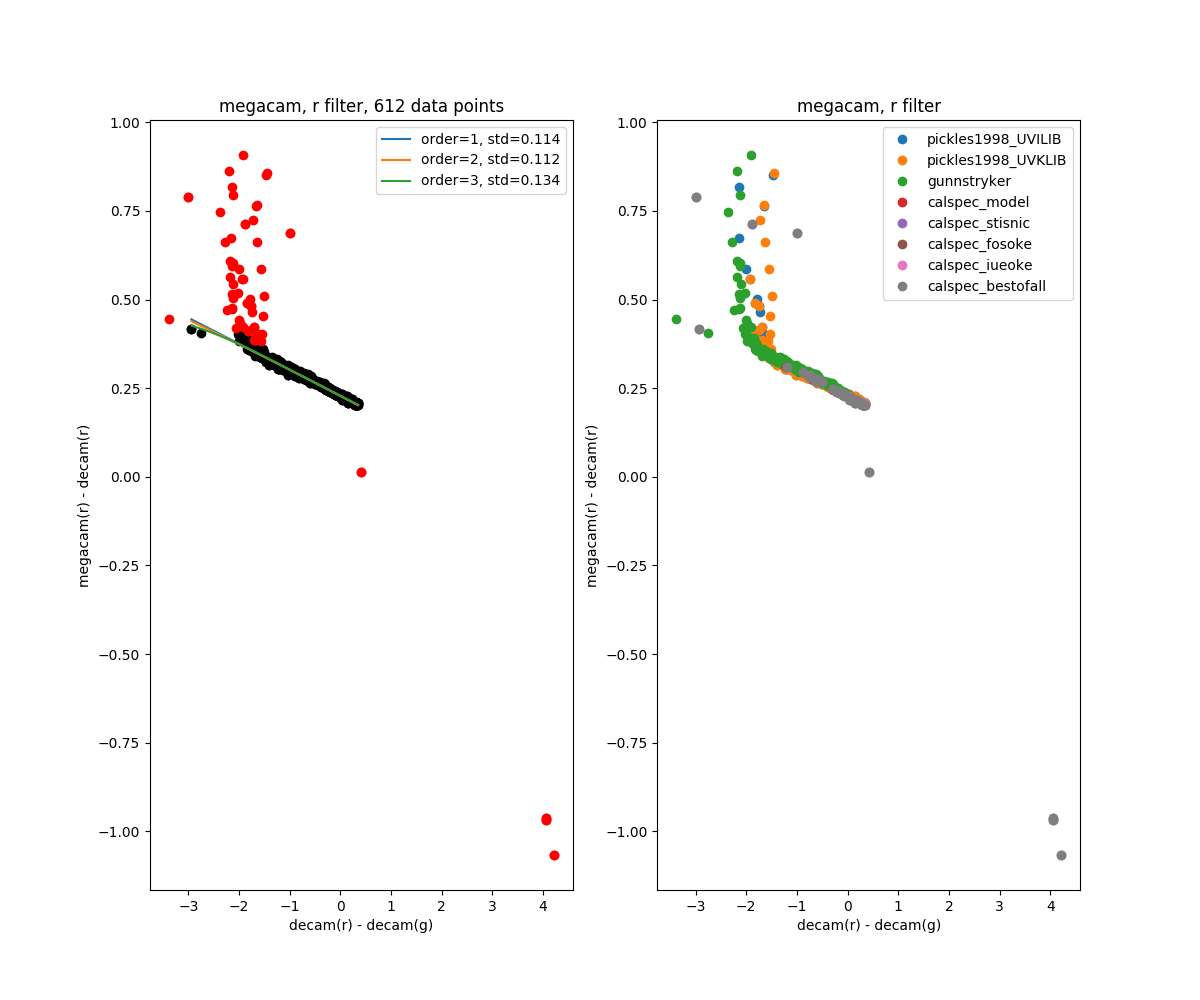 megacam, r filter, 612 data points
order=1, std=0.114
order=2, std=0.112
order=3, std=0.134
1.00
0.75
0.50
0.25
0.00
−0.25
−0.50
−0.75
−1.00
megacam(r) - decam(r)
−3 −2 −1 0 1 2 3 4
decam(r) - decam(g)
megacam, r filter
pickles1998_UVILIB
pickles1998_UVKLIB
gunnstryker
calspec_model
calspec_stisnic
calspec_fosoke
calspec_iueoke
calspec_bestofall
1.00
0.75
0.50
0.25
0.00
−0.25
−0.50
−0.75
−1.00
megacam(r) - decam(r)
−3 −2 −1 0 1 2 3 4
decam(r) - decam(g)